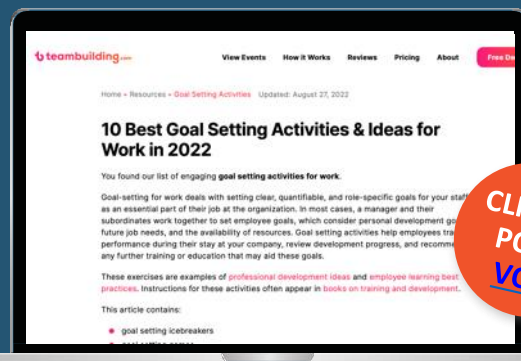 teambuilding.com
View Events How it Works Reviews Pricing About Free De
Home • Resources • Goal Setting Activities Updated: August 27, 2022
10 Best Goal Setting Activities & Ideas for
Work in 2022
You found our list of engaging goal setting activities for work.
Goal-setting for work deals with setting clear, quantifiable, and role-specific goals for your staff
as an essential part of their job at the organization. In most cases, a manager and their
subordinates work together to set employee goals, which consider personal development go
future job needs, and the availability of resources. Goal setting activities help employees tra
performance during their stay at your company, review development progress, and recomme
any further training or education that may aid these goals.
These exercises are examples of professional development ideas and employee learning best
practices. Instructions for these activities often appear in books on training and development.
This article contains:
goal setting icebreakers
CLI
PO
VO